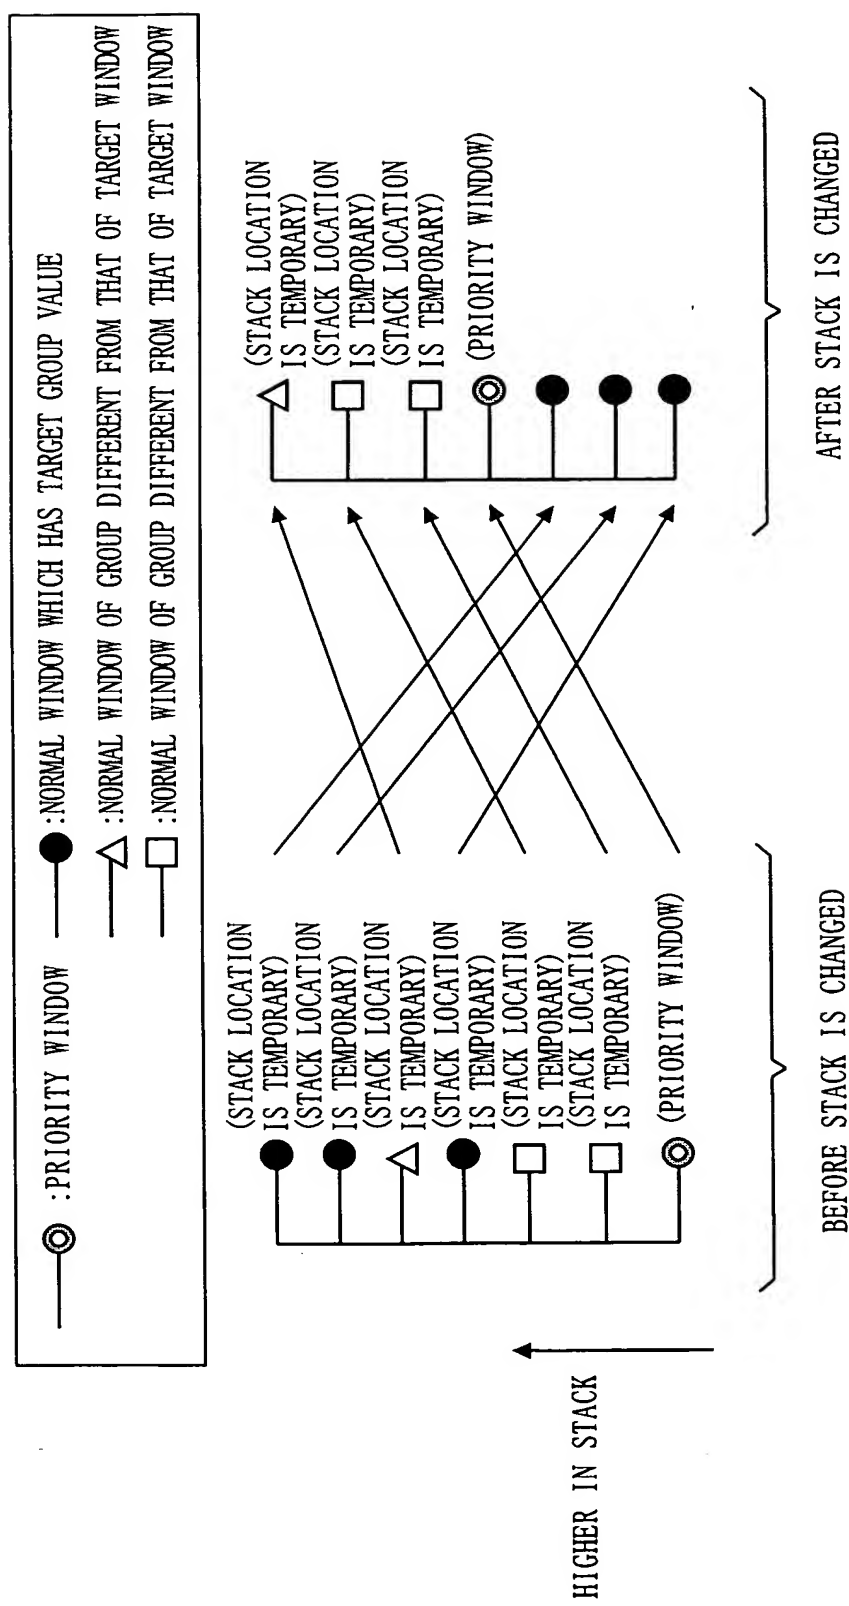 :PRIORITY WINDOW
:NORMAL WINDOW WHICH HAS TARGET GROUP VALUE
:NORMAL WINDOW OF GROUP DIFFERENT FROM THAT OF TARGET WINDOW
:NORMAL WINDOW OF GROUP DIFFERENT FROM THAT OF TARGET WINDOW
HIGHER IN STACK
(STACK LOCATION
IS TEMPORARY)
(STACK LOCATION
IS TEMPORARY)
(STACK LOCATION
IS TEMPORARY)
(STACK LOCATION
IS TEMPORARY)
(STACK LOCATION
IS TEMPORARY)
(STACK LOCATION
IS TEMPORARY)
(PRIORITY WINDOW)
BEFORE STACK IS CHANGED
(STACK LOCATION
IS TEMPORARY)
(STACK LOCATION
IS TEMPORARY)
(STACK LOCATION
IS TEMPORARY)
(PRIORITY WINDOW)
AFTER STACK IS CHANGED